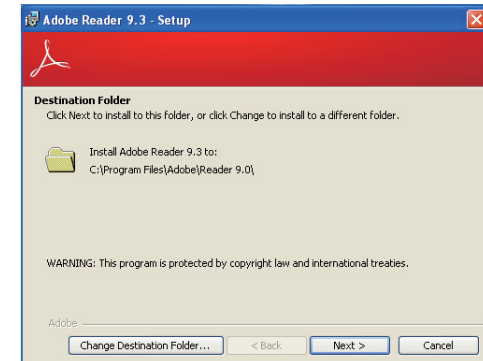 Adobe Reader 9.3 - Setup
Destination Folder
Click Next to install to this folder, or click Change to install to a different folder.
Install Adobe Reader 9.3 to:
C:\Program Files\Adobe\Reader 9.0\
WARNING: This program is protected by copyright law and international treaties.
Adobe
Change Destination Folder... < Back Next > Cancel